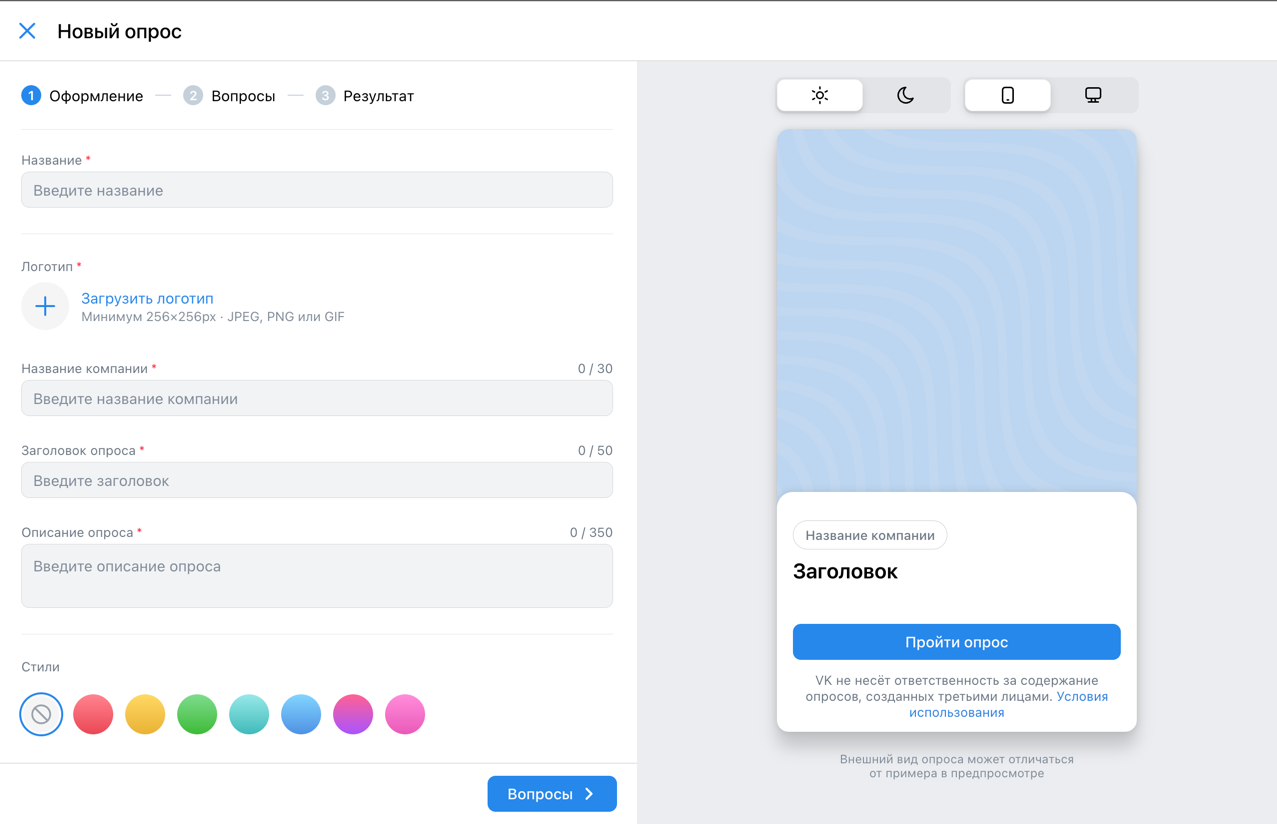 Новый опрос
1 Оформление — 2 Вопросы — 3 Результат
Название *
Введите название
Логотип *
Загрузить логотип
Минимум 256×256px · JPEG, PNG или GIF
Название компании * 0 / 30
Введите название компании
Заголовок опроса * 0 / 50
Введите заголовок
Описание опроса * 0 / 350
Введите описание опроса
Стили
Вопросы
Название компании
Заголовок
Пройти опрос
VK не несёт ответственность за содержание
опросов, созданных третьими лицами. Условия
использования
Внешний вид опроса может отличаться
от примера в предпросмотре